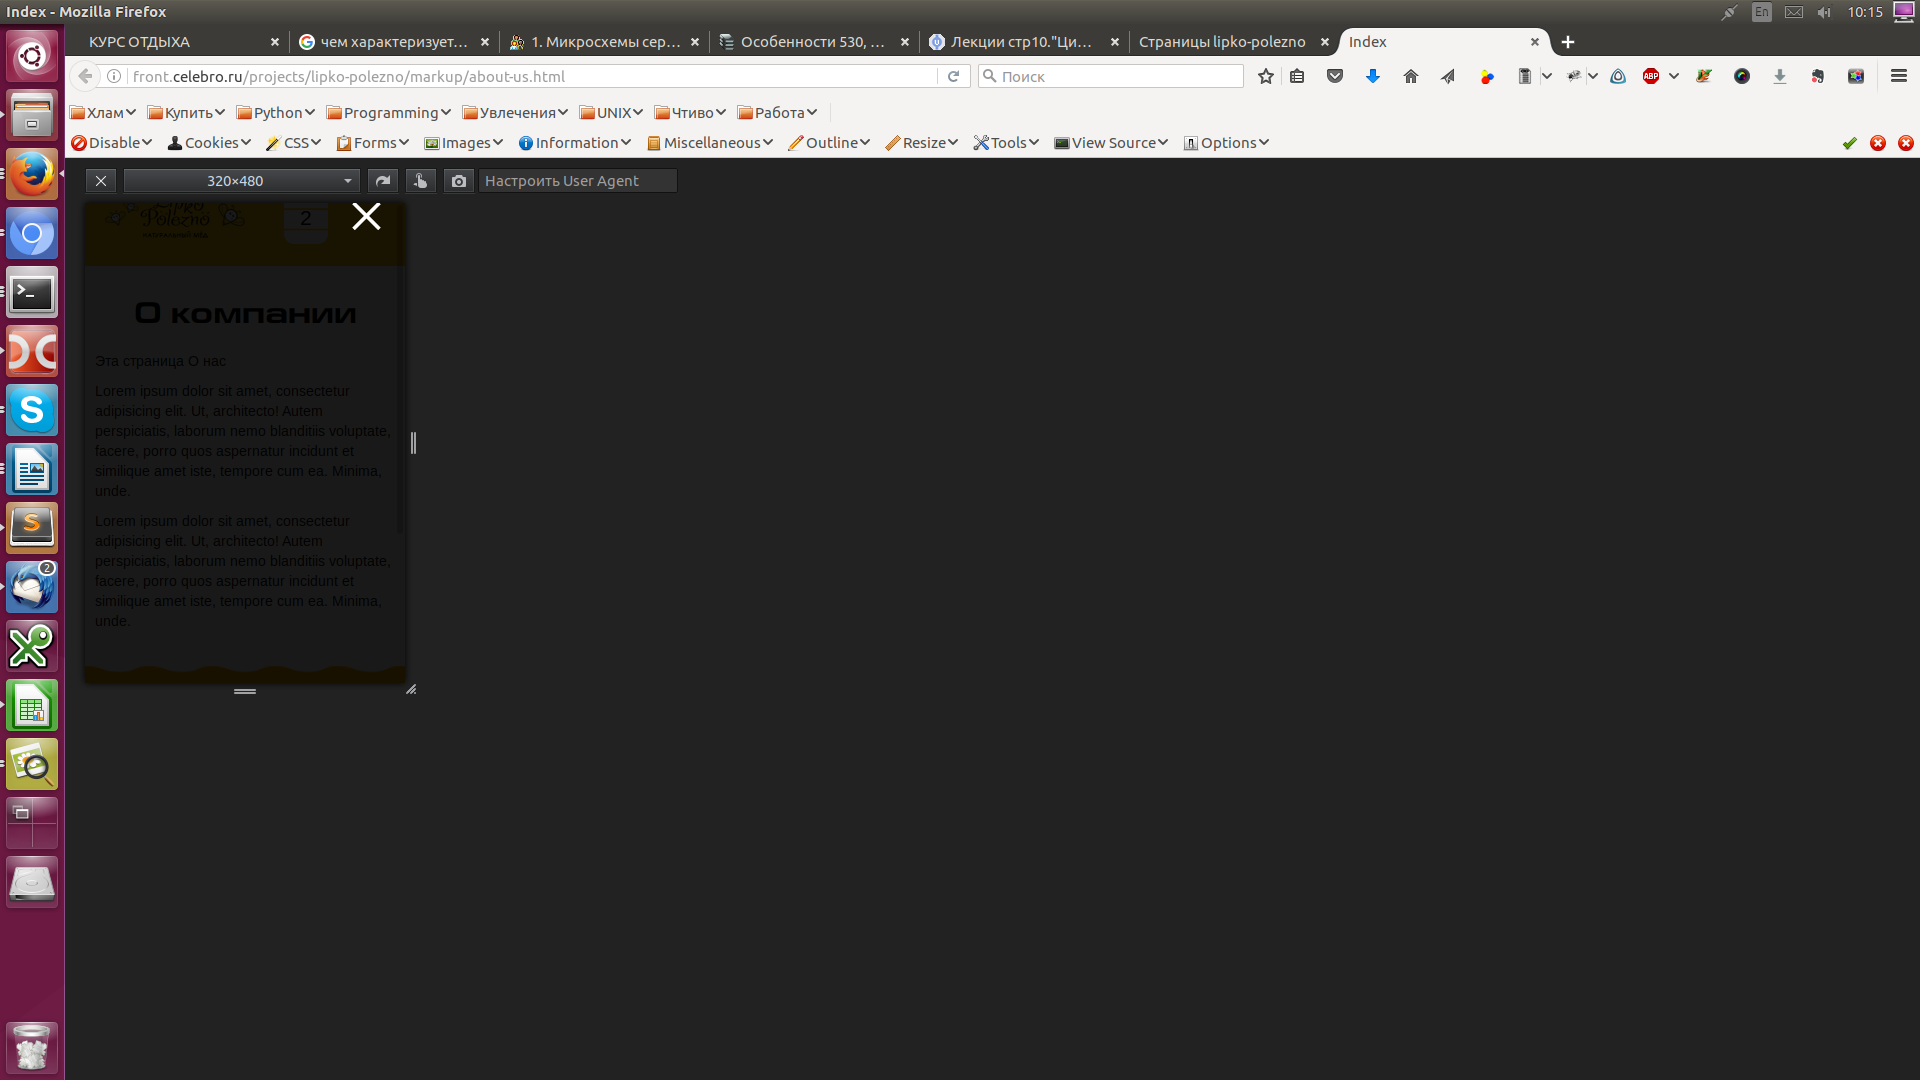 Index - Mozilla Firefox
En
10:15
КУРС ОТДЫХА
чем характеризует...
1. Микросхемы сер...
Особенности 530, ...
Лекции стр10."Ци...
Страницы lipko-polezno
Index
front.celebro.ru/projects/lipko-polezno/markup/about-us.html
Поиск
ABP
Хлам
Купить
Python
Programming
Увлечения
UNIX
Чтиво
Работа
Disable
Cookies
CSS
Forms
Images
Information
Miscellaneous
Outline
Resize
Tools
View Source
Options
320×480
Настроить User Agent
Lipko
Polezno
НАТУРАЛЬНЫЙ МЁД
2
О компании
Эта страница О нас
Lorem ipsum dolor sit amet, consectetur
adipisicing elit. Ut, architecto! Autem
perspiciatis, laborum nemo blanditiis voluptate,
facere, porro quos aspernatur incidunt et
similique amet iste, tempore cum ea. Minima,
unde.
Lorem ipsum dolor sit amet, consectetur
adipisicing elit. Ut, architecto! Autem
perspiciatis, laborum nemo blanditiis voluptate,
facere, porro quos aspernatur incidunt et
similique amet iste, tempore cum ea. Minima,
unde.
2